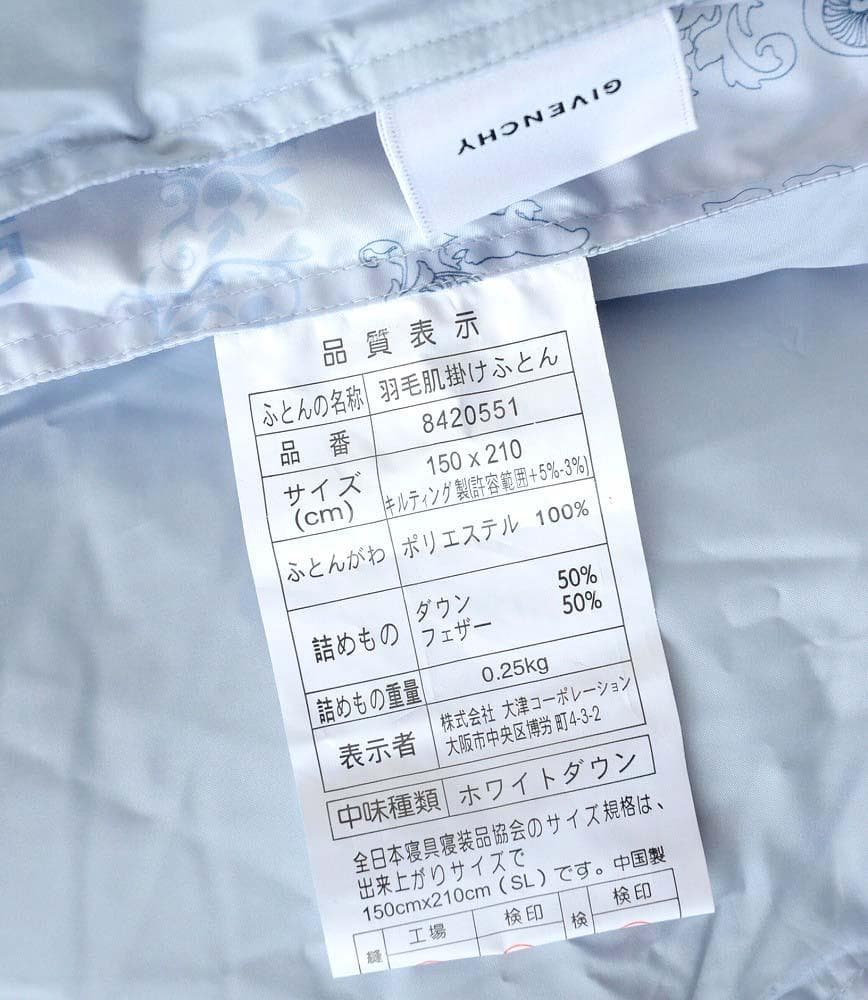 GIVENCHY
品質表示
ふとんの名称 羽毛肌掛けふとん
品番 8420551
サイズ
(cm)
150 x 210
キルティング製(許容範囲+5%-3%)
ふとんがわ ポリエステル 100%
詰めもの
ダウン 50%
フェザー 50%
詰めもの重量 0.25kg
表示者
株式会社 大津コーポレーション
大阪市中央区博労町4-3-2
中味種類 ホワイトダウン
全日本寝具寝装品協会のサイズ規格は、
出来上がりサイズで
150cmx210cm(SL)です。中国製
縫 工場 検印 検 検印